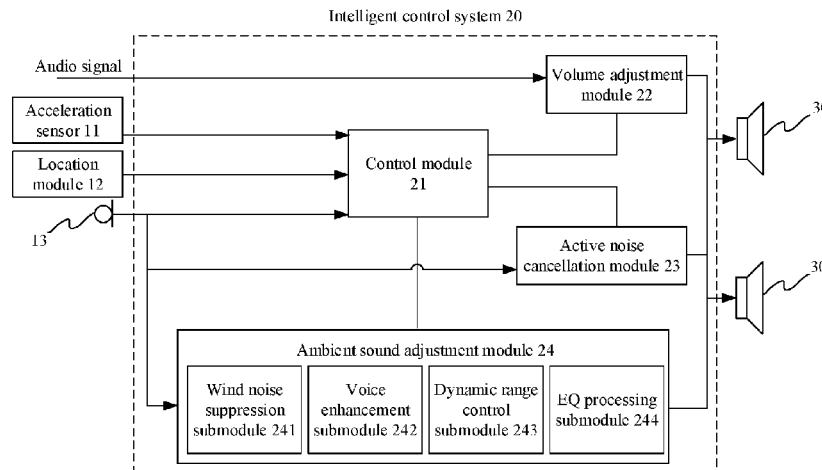 Intelligent control system 20
Audio signal
Volume adjustment
module 22
30
Acceleration
sensor 11
Location
module 12
Control module
21
13
Active noise
cancellation module 23
30
Ambient sound adjustment module 24
Wind noise
suppression
submodule 241
Voice
enhancement
submodule 242
Dynamic range
control
submodule 243
EQ processing
submodule 244